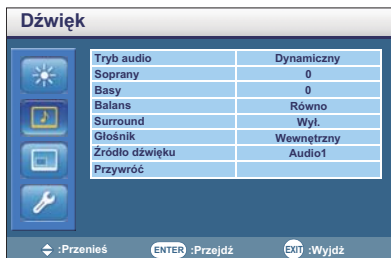 Dźwięk
Tryb audio Dynamiczny
Soprany 0
Basy 0
Balans Równo
Surround Wył.
Głośnik Wewnętrzny
Źródło dźwięku Audio1
Przywróć
:Przenieś ENTER :Przejdź EXIT :Wyjdź